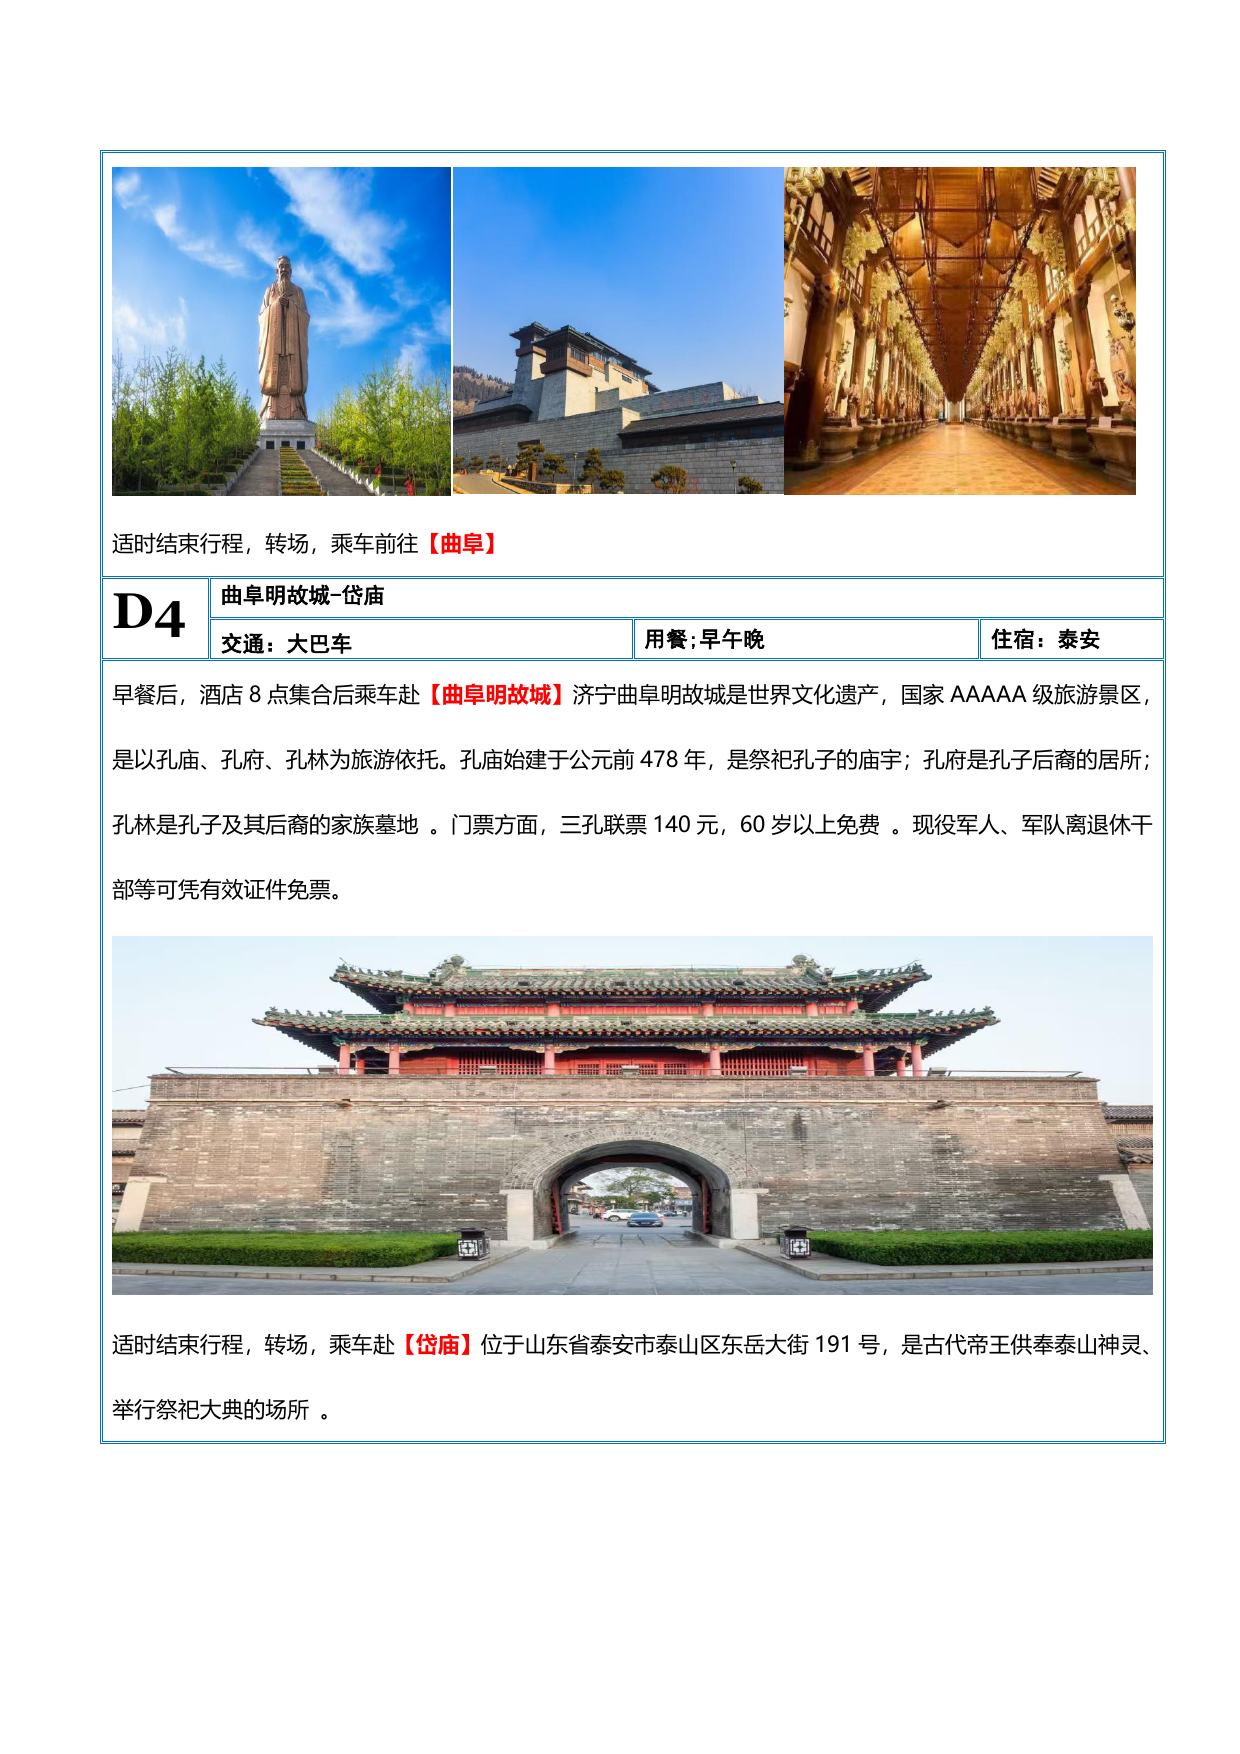 适时结束行程，转场，乘车前往【曲阜】
D4
曲阜明故城-岱庙
交通：大巴车
用餐;早午晚
住宿：泰安
早餐后，酒店 8 点集合后乘车赴【曲阜明故城】济宁曲阜明故城是世界文化遗产，国家 AAAAA 级旅游景区，
是以孔庙、孔府、孔林为旅游依托。孔庙始建于公元前 478 年，是祭祀孔子的庙宇；孔府是孔子后裔的居所；
孔林是孔子及其后裔的家族墓地 。门票方面，三孔联票 140 元，60 岁以上免费 。现役军人、军队离退休干
部等可凭有效证件免票。
适时结束行程，转场，乘车赴【岱庙】位于山东省泰安市泰山区东岳大街 191 号，是古代帝王供奉泰山神灵、
举行祭祀大典的场所 。